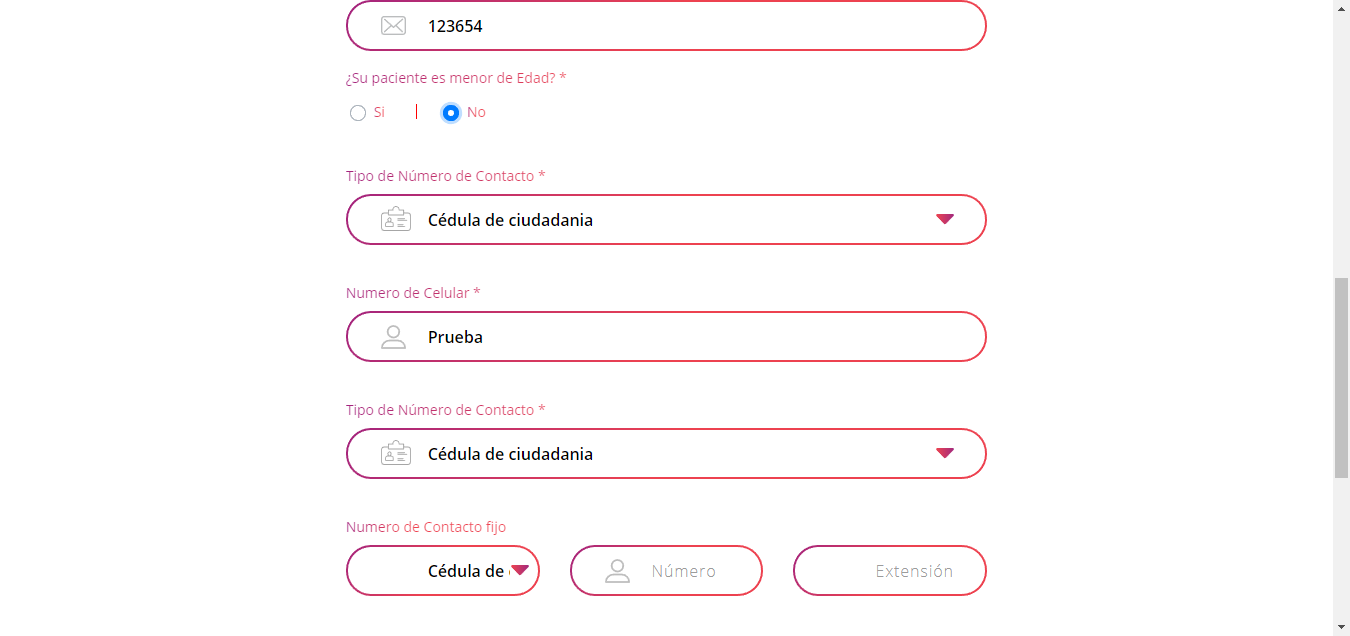 123654
¿Su paciente es menor de Edad? *
Si | No
Tipo de Número de Contacto *
Cédula de ciudadania
Numero de Celular *
Prueba
Tipo de Número de Contacto *
Cédula de ciudadania
Numero de Contacto fijo
Cédula de Número Extensión